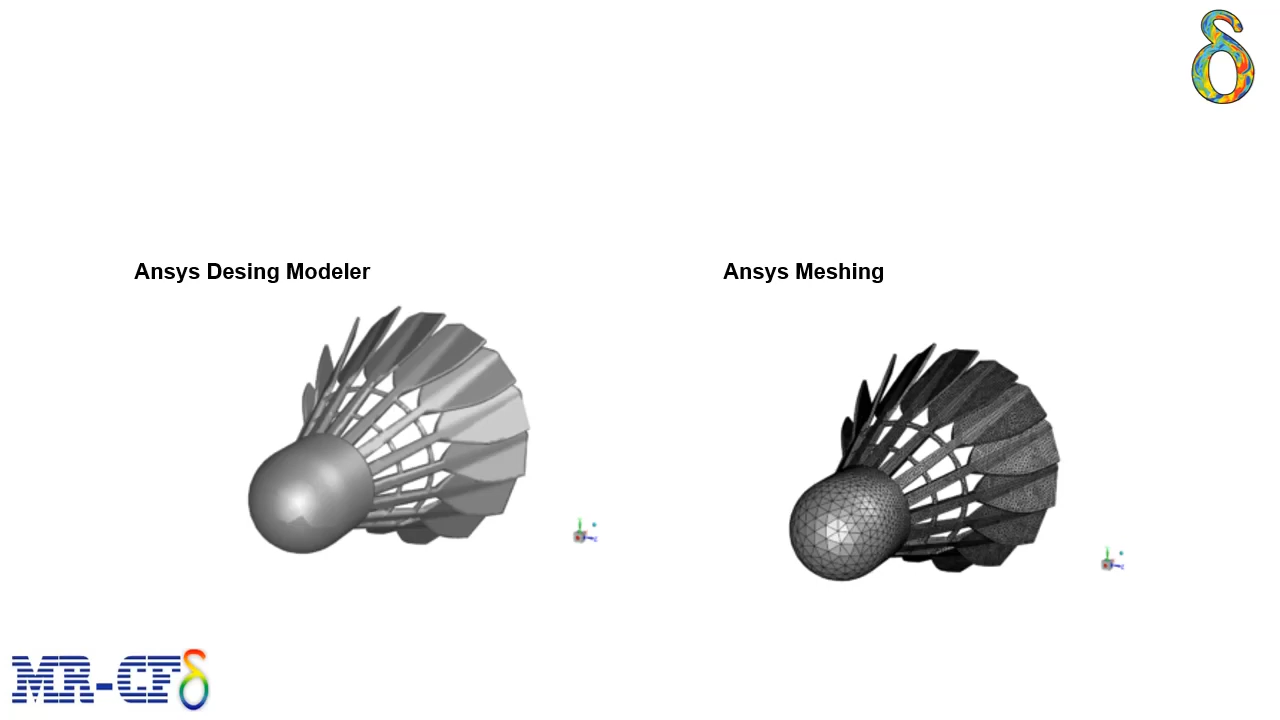 δ
Ansys Desing Modeler
Ansys Meshing
MR-CFδ